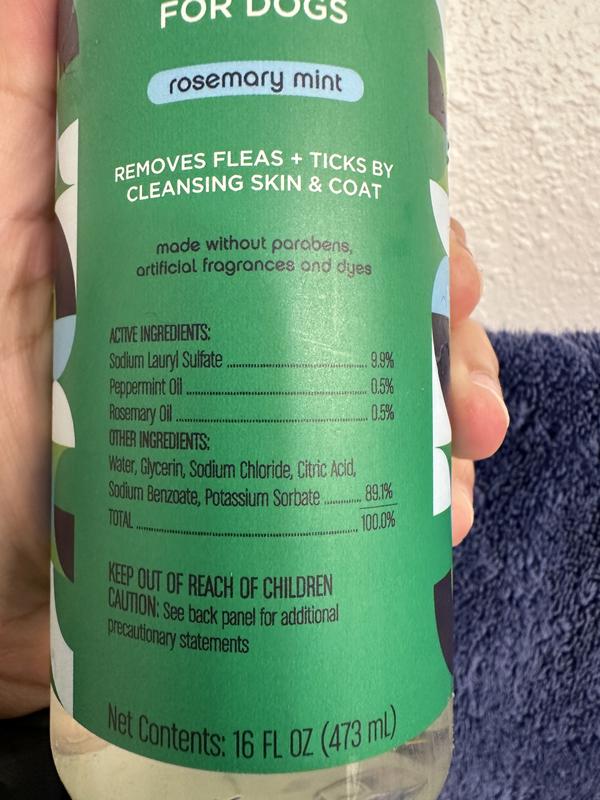 FOR DOGS
rosemary mint
REMOVES FLEAS + TICKS BY
CLEANSING SKIN & COAT
made without parabens,
artificial fragrances and dyes
ACTIVE INGREDIENTS:
Sodium Lauryl Sulfate ........................ 9.9%
Peppermint Oil ........................ 0.5%
Rosemary Oil ........................ 0.5%
OTHER INGREDIENTS:
Water, Glycerin, Sodium Chloride, Citric Acid,
Sodium Benzoate, Potassium Sorbate ........... 89.1%
TOTAL ........................ 100.0%
KEEP OUT OF REACH OF CHILDREN
CAUTION: See back panel for additional
precautionary statements
Net Contents: 16 FL OZ (473 mL)